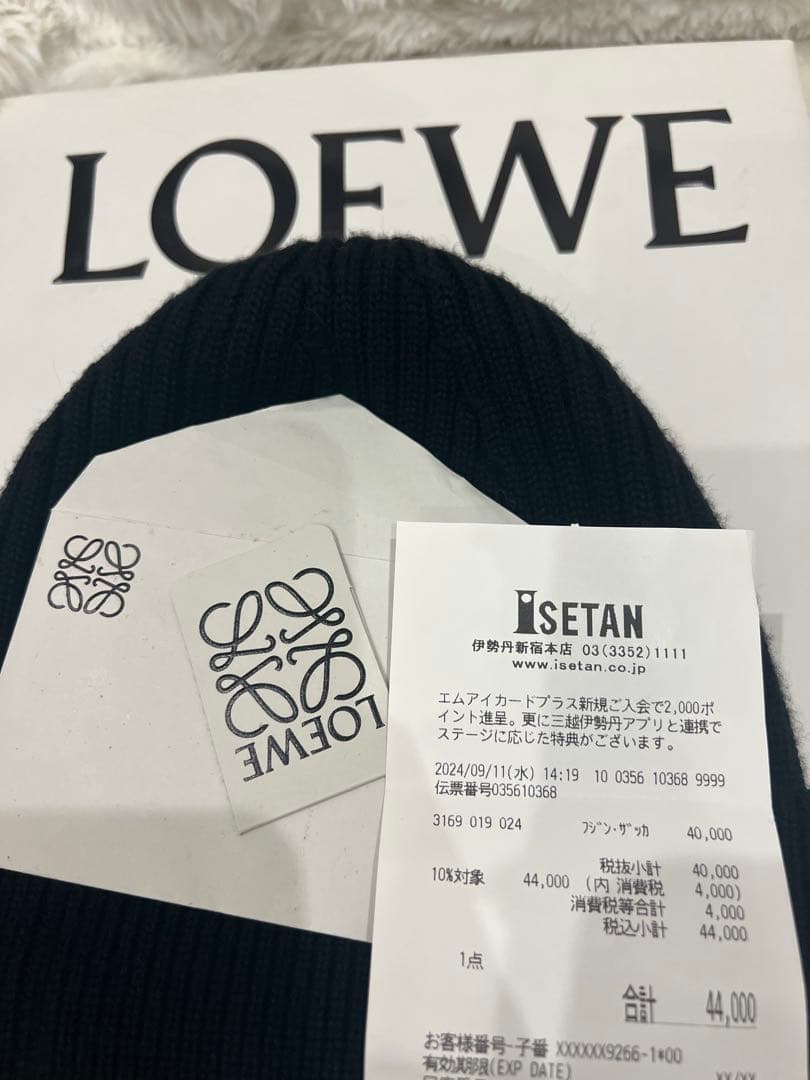 LOEWE
LOEWE
ISETAN
伊勢丹新宿本店 03(3352)1111
www.isetan.co.jp
エムアイカードプラス新規ご入会で2,000ポ
イント進呈。更に三越伊勢丹アプリと連携で
ステージに応じた特典がございます。
2024/09/11(水) 14:19 10 0356 10368 9999
伝票番号035610368
3169 019 024 フジン・ザッカ 40,000
税抜小計 40,000
10%対象 44,000 (内 消費税 4,000)
消費税等合計 4,000
税込小計 44,000
1点
合計 44,000
お客様番号-子番 XXXXXX9266-1*00
有効期限(EXP DATE) XX/XX